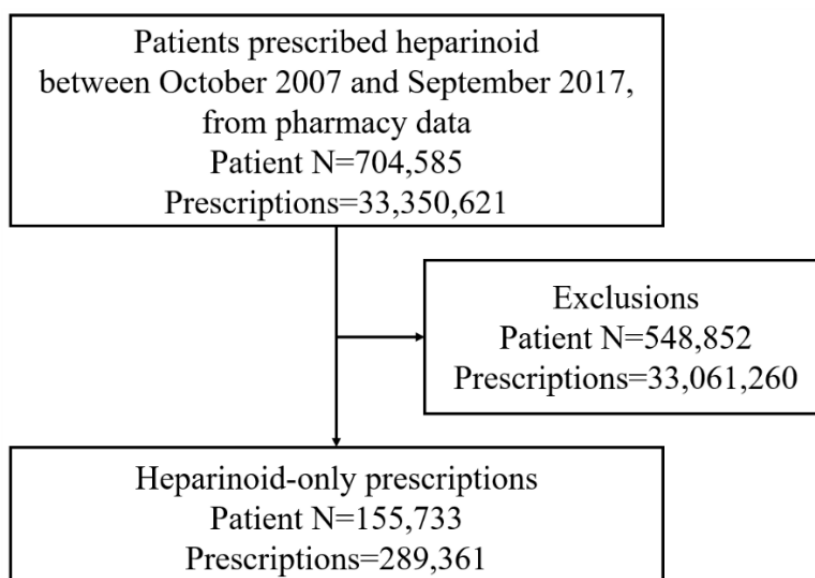 Patients prescribed heparinoid
between October 2007 and September 2017,
from pharmacy data
Patient N=704,585
Prescriptions=33,350,621
Exclusions
Patient N=548,852
Prescriptions=33,061,260
Heparinoid-only prescriptions
Patient N=155,733
Prescriptions=289,361